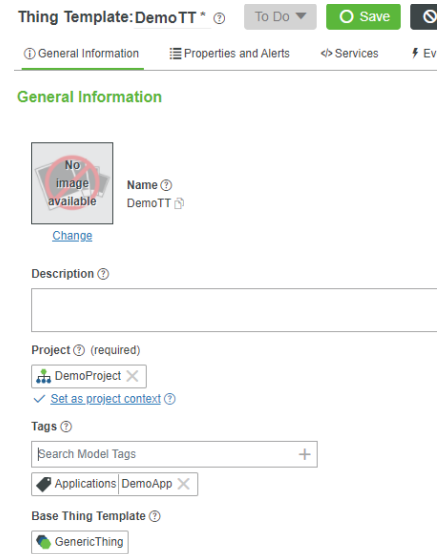 Thing Template: DemoTT * ? To Do Save
General Information Properties and Alerts </> Services Ev
General Information
No
image
available
Name ?
DemoTT
Change
Description ?
Project ? (required)
DemoProject
Set as project context ?
Tags ?
Search Model Tags +
Applications DemoApp
Base Thing Template ?
GenericThing